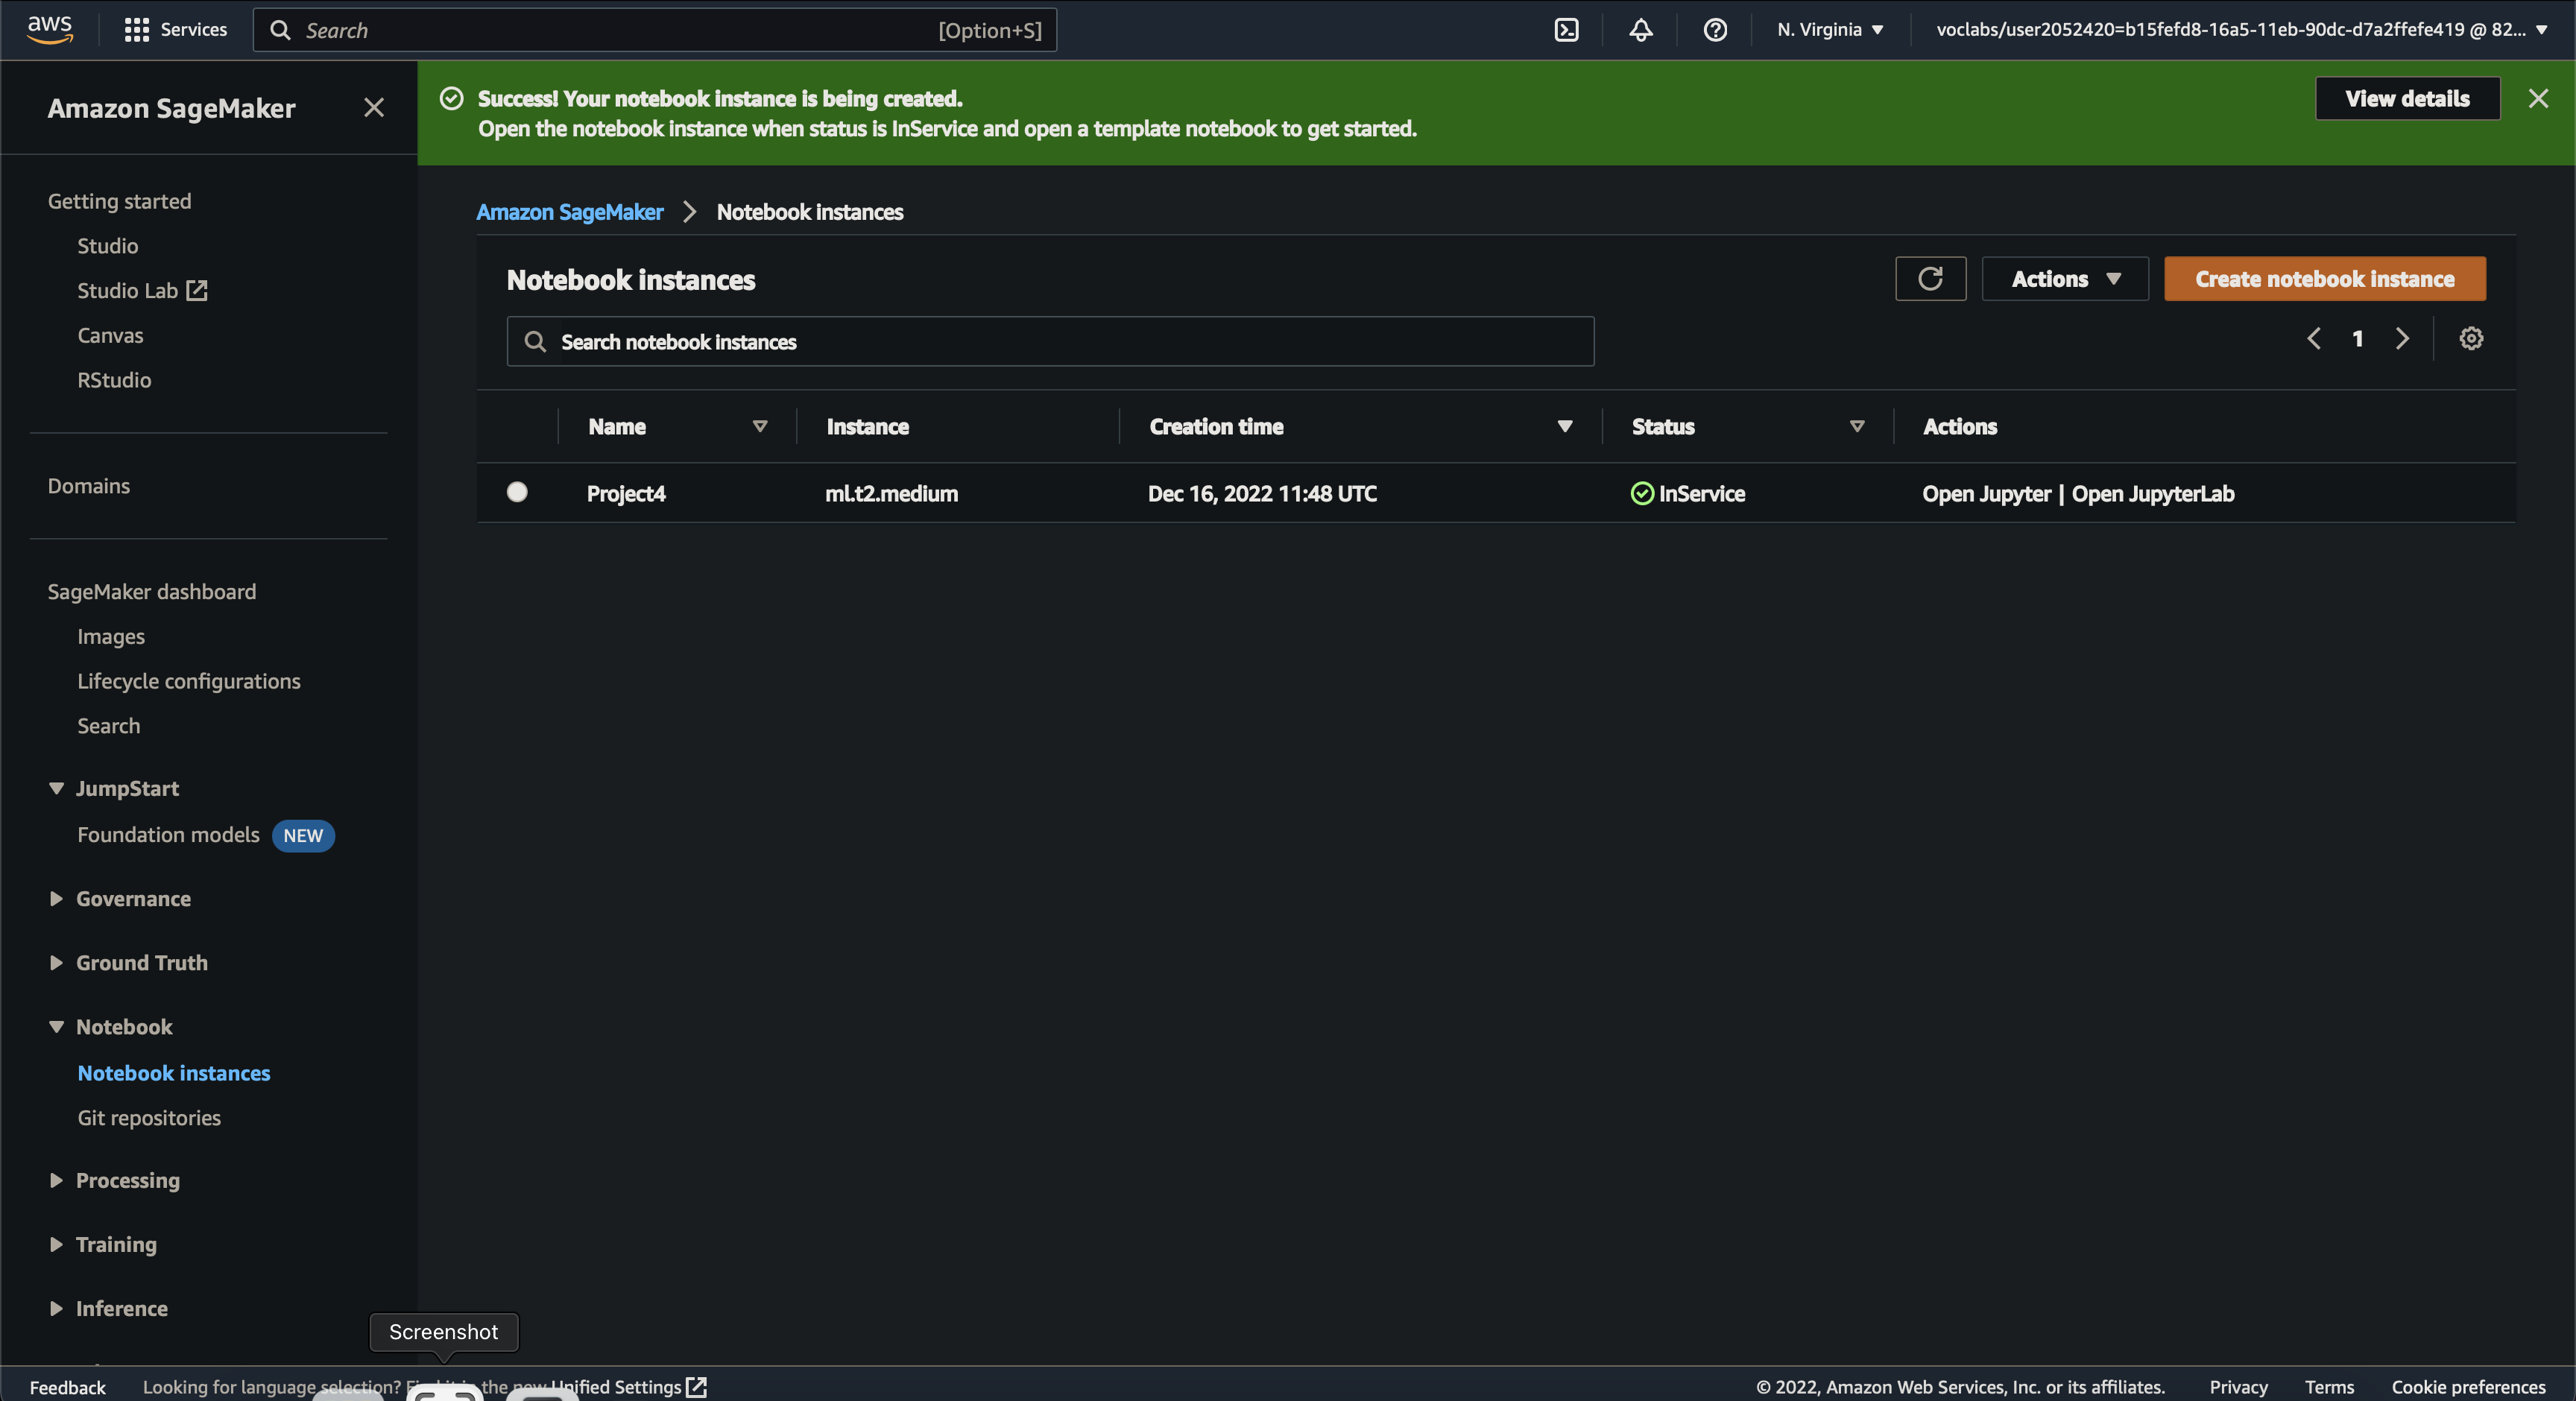 aws
Services
Search [Option+S]
N. Virginia
voclabs/user2052420=b15fefd8-16a5-11eb-90dc-d7a2ffefe419 @ 82...
Amazon SageMaker
Getting started
Studio
Studio Lab
Canvas
RStudio
Domains
SageMaker dashboard
Images
Lifecycle configurations
Search
JumpStart
Foundation models NEW
Governance
Ground Truth
Notebook
Notebook instances
Git repositories
Processing
Training
Inference
Success! Your notebook instance is being created.
Open the notebook instance when status is InService and open a template notebook to get started.
View details
Amazon SageMaker > Notebook instances
Notebook instances
Actions
Create notebook instance
Search notebook instances
1
Name Instance Creation time Status Actions
Project4 ml.t2.medium Dec 16, 2022 11:48 UTC InService Open Jupyter | Open JupyterLab
Screenshot
Feedback
Looking for language selection? Find it in the new Unified Settings
© 2022, Amazon Web Services, Inc. or its affiliates.
Privacy
Terms
Cookie preferences